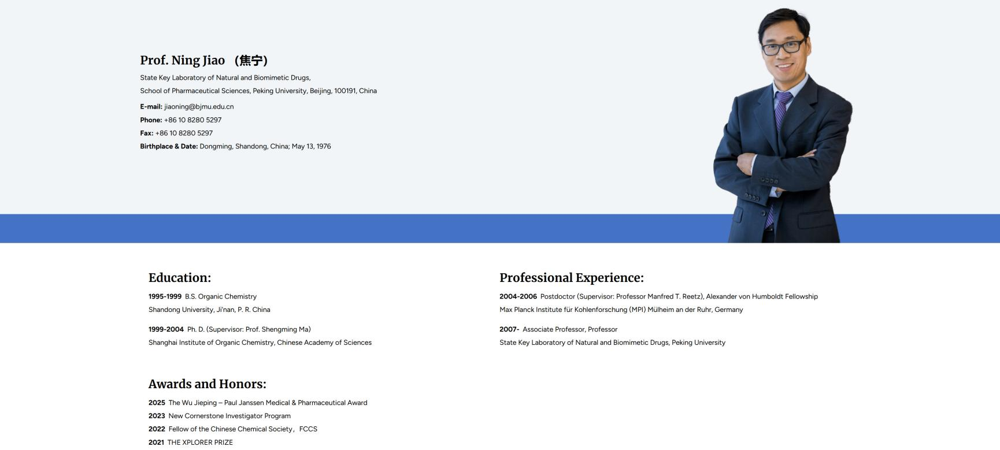 Prof. Ning Jiao （焦宁）
State Key Laboratory of Natural and Biomimetic Drugs,
School of Pharmaceutical Sciences, Peking University, Beijing, 100191, China
E-mail: jiaoning@bjmu.edu.cn
Phone: +86 10 8280 5297
Fax: +86 10 8280 5297
Birthplace & Date: Dongming, Shandong, China; May 13, 1976
Education:
1995-1999 B.S. Organic Chemistry
Shandong University, Ji'nan, P. R. China
1999-2004 Ph. D. (Supervisor: Prof. Shengming Ma)
Shanghai Institute of Organic Chemistry, Chinese Academy of Sciences
Professional Experience:
2004-2006 Postdoctor (Supervisor: Professor Manfred T. Reetz), Alexander von Humboldt Fellowship
Max Planck Institute für Kohlenforschung (MPI) Mülheim an der Ruhr, Germany
2007- Associate Professor, Professor
State Key Laboratory of Natural and Biomimetic Drugs, Peking University
Awards and Honors:
2025 The Wu Jieping – Paul Janssen Medical & Pharmaceutical Award
2023 New Cornerstone Investigator Program
2022 Fellow of the Chinese Chemical Society，FCCS
2021 THE XPLORER PRIZE